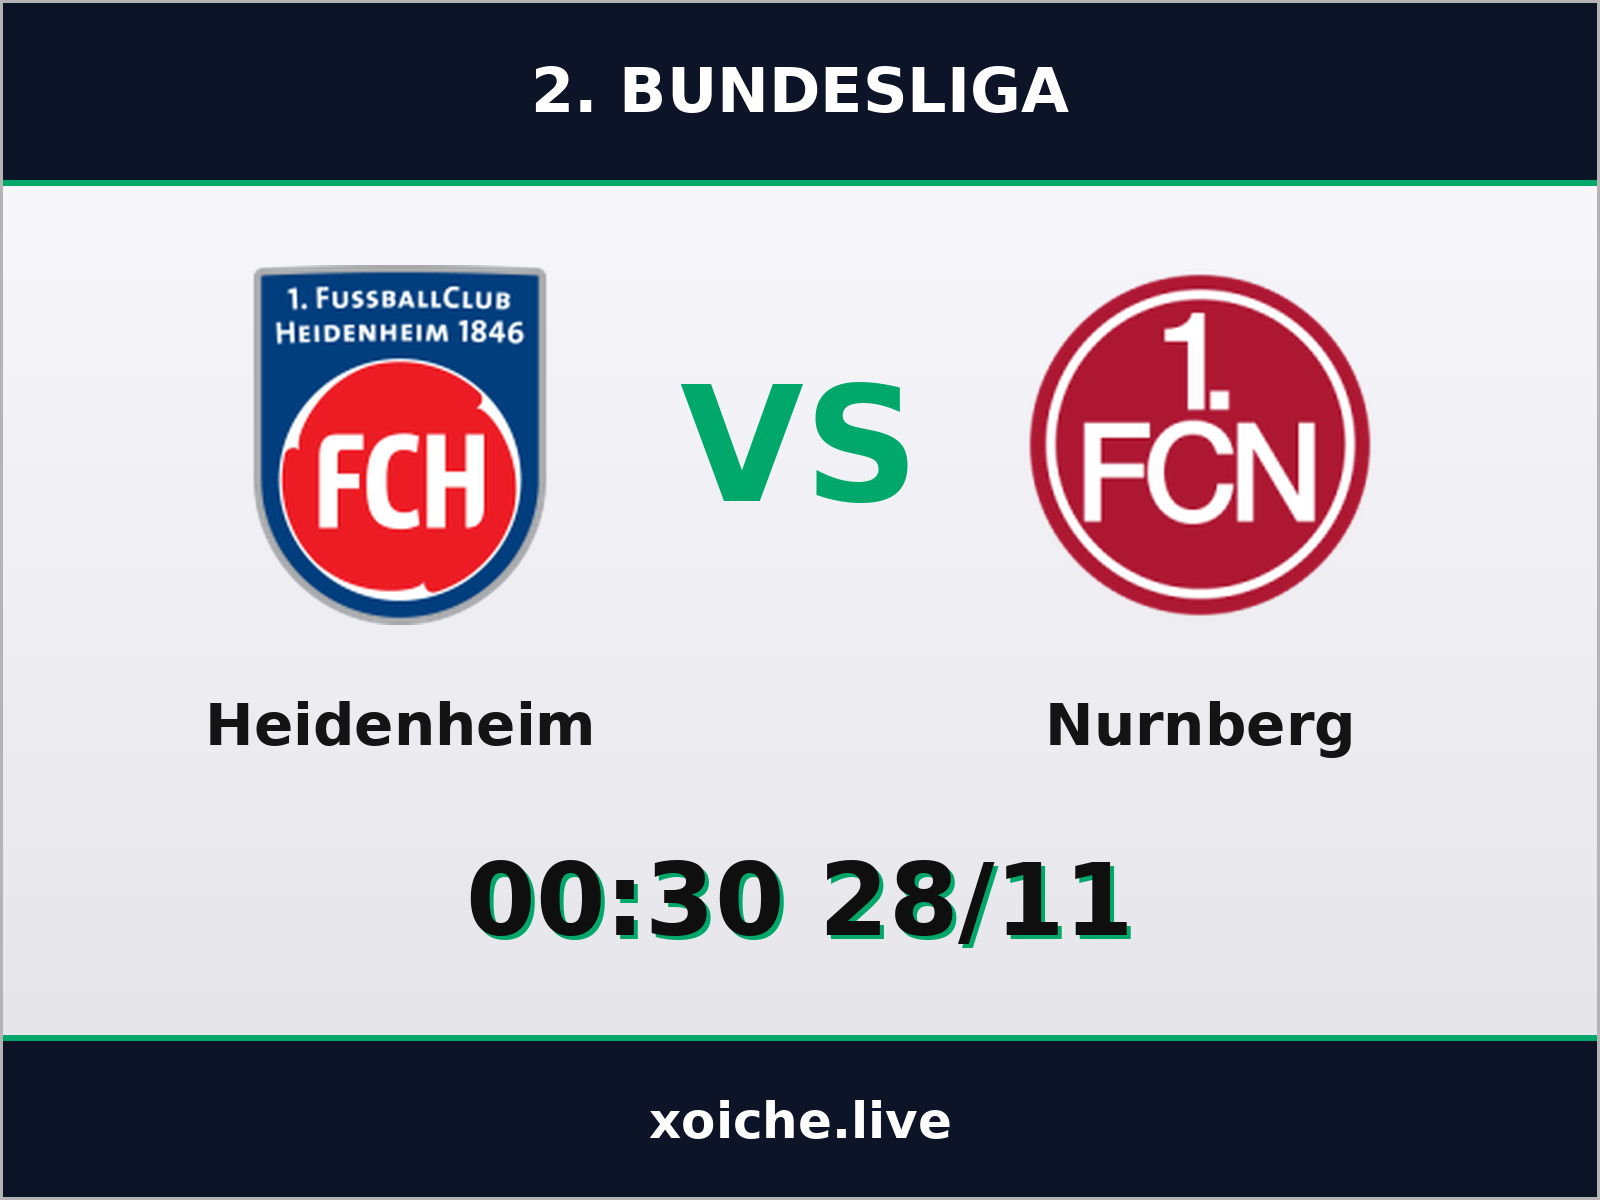 2. BUNDESLIGA
1. FUSSBALLCLUB
HEIDENHEIM 1846
FCH
VS
1.
FCN
Heidenheim
Nurnberg
00:30 28/11
xoiche.live